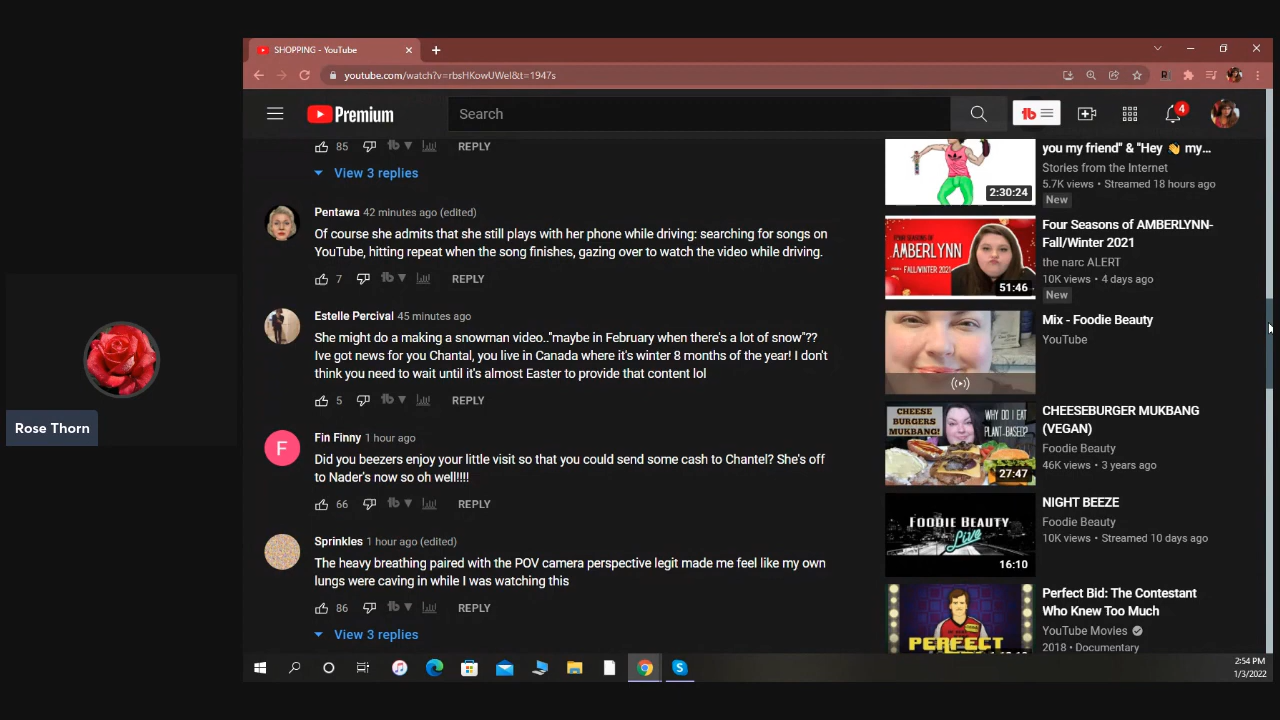 SHOPPING - YouTube
youtube.com/watch?v=rbsHKowUWeI&t=1947s
Premium
Search
tb
4
85
REPLY
View 3 replies
Pentawa 42 minutes ago (edited)
Of course she admits that she still plays with her phone while driving: searching for songs on
YouTube, hitting repeat when the song finishes, gazing over to watch the video while driving.
7
REPLY
Estelle Percival 45 minutes ago
She might do a making a snowman video.."maybe in February when there's a lot of snow"??
Ive got news for you Chantal, you live in Canada where it's winter 8 months of the year! I don't
think you need to wait until it's almost Easter to provide that content lol
5
REPLY
F
Fin Finny 1 hour ago
Did you beezers enjoy your little visit so that you could send some cash to Chantel? She's off
to Nader's now so oh well!!!!
66
REPLY
Sprinkles 1 hour ago (edited)
The heavy breathing paired with the POV camera perspective legit made me feel like my own
lungs were caving in while I was watching this
86
REPLY
View 3 replies
2:30:24
you my friend" & "Hey 👋 my...
Stories from the Internet
5.7K views • Streamed 18 hours ago
New
AMBERLYNN
FALL/WINTER 2021
51:46
Four Seasons of AMBERLYNN-
Fall/Winter 2021
the narc ALERT
10K views • 4 days ago
New
Mix - Foodie Beauty
YouTube
CHEESE
BURGERS
MUKBANG!
WHY DO I EAT
PLANT-BASED?
27:47
CHEESEBURGER MUKBANG
(VEGAN)
Foodie Beauty
46K views • 3 years ago
FOODIE BEAUTY
Live
16:10
NIGHT BEEZE
Foodie Beauty
10K views • Streamed 10 days ago
PERFECT
Perfect Bid: The Contestant
Who Knew Too Much
YouTube Movies
2018 • Documentary
Rose Thorn
2:54 PM
1/3/2022